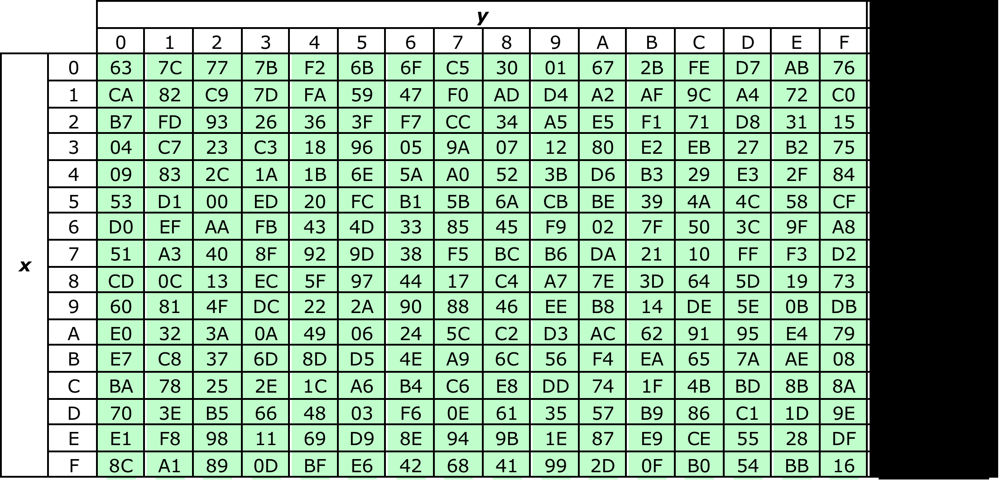 y
0 1 2 3 4 5 6 7 8 9 A B C D E F
0 63 7C 77 7B F2 6B 6F C5 30 01 67 2B FE D7 AB 76
1 CA 82 C9 7D FA 59 47 F0 AD D4 A2 AF 9C A4 72 C0
2 B7 FD 93 26 36 3F F7 CC 34 A5 E5 F1 71 D8 31 15
3 04 C7 23 C3 18 96 05 9A 07 12 80 E2 EB 27 B2 75
4 09 83 2C 1A 1B 6E 5A A0 52 3B D6 B3 29 E3 2F 84
5 53 D1 00 ED 20 FC B1 5B 6A CB BE 39 4A 4C 58 CF
6 D0 EF AA FB 43 4D 33 85 45 F9 02 7F 50 3C 9F A8
7 51 A3 40 8F 92 9D 38 F5 BC B6 DA 21 10 FF F3 D2
x
8 CD 0C 13 EC 5F 97 44 17 C4 A7 7E 3D 64 5D 19 73
9 60 81 4F DC 22 2A 90 88 46 EE B8 14 DE 5E 0B DB
A E0 32 3A 0A 49 06 24 5C C2 D3 AC 62 91 95 E4 79
B E7 C8 37 6D 8D D5 4E A9 6C 56 F4 EA 65 7A AE 08
C BA 78 25 2E 1C A6 B4 C6 E8 DD 74 1F 4B BD 8B 8A
D 70 3E B5 66 48 03 F6 0E 61 35 57 B9 86 C1 1D 9E
E E1 F8 98 11 69 D9 8E 94 9B 1E 87 E9 CE 55 28 DF
F 8C A1 89 0D BF E6 42 68 41 99 2D 0F B0 54 BB 16